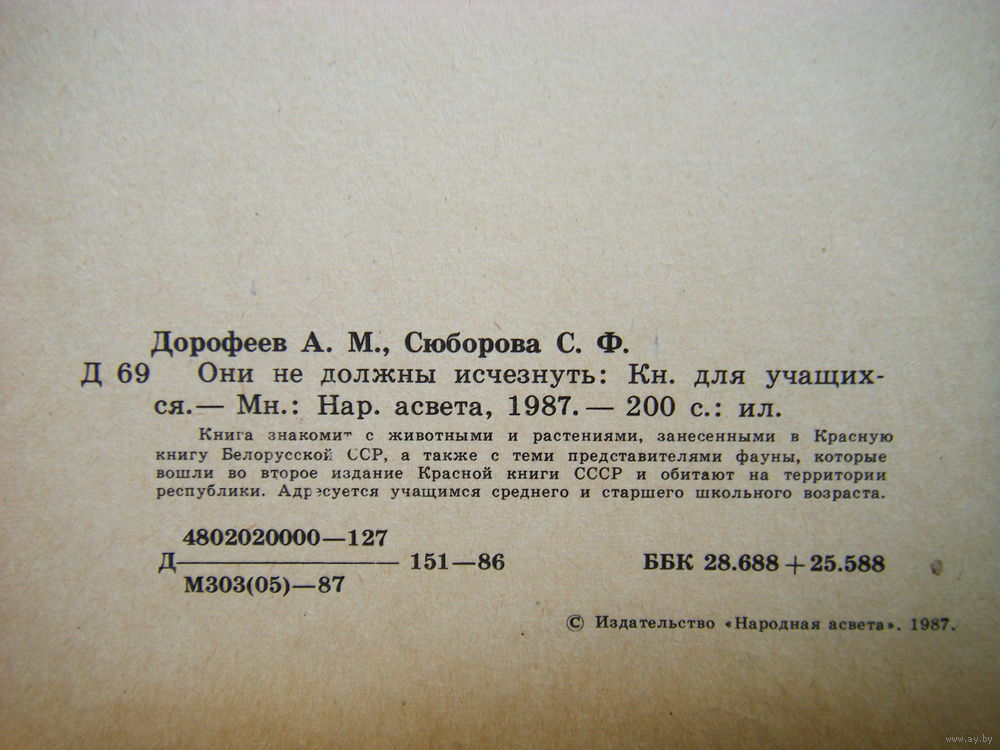 Дорофеев А. М., Сюборова С. Ф.
Д 69 Они не должны исчезнуть: Кн. для учащих-
ся.— Мн.: Нар. асвета, 1987.— 200 с.: ил.
Книга знакомит с животными и растениями, занесенными в Красную
книгу Белорусской ССР, а также с теми представителями фауны, которые
вошли во второе издание Красной книги СССР и обитают на территории
республики. Адресуется учащимся среднего и старшего школьного возраста.
4802020000—127
Д——— 151—86 ББК 28.688+25.588
М303(05)—87
© Издательство «Народная асвета». 1987.
www.ay.by